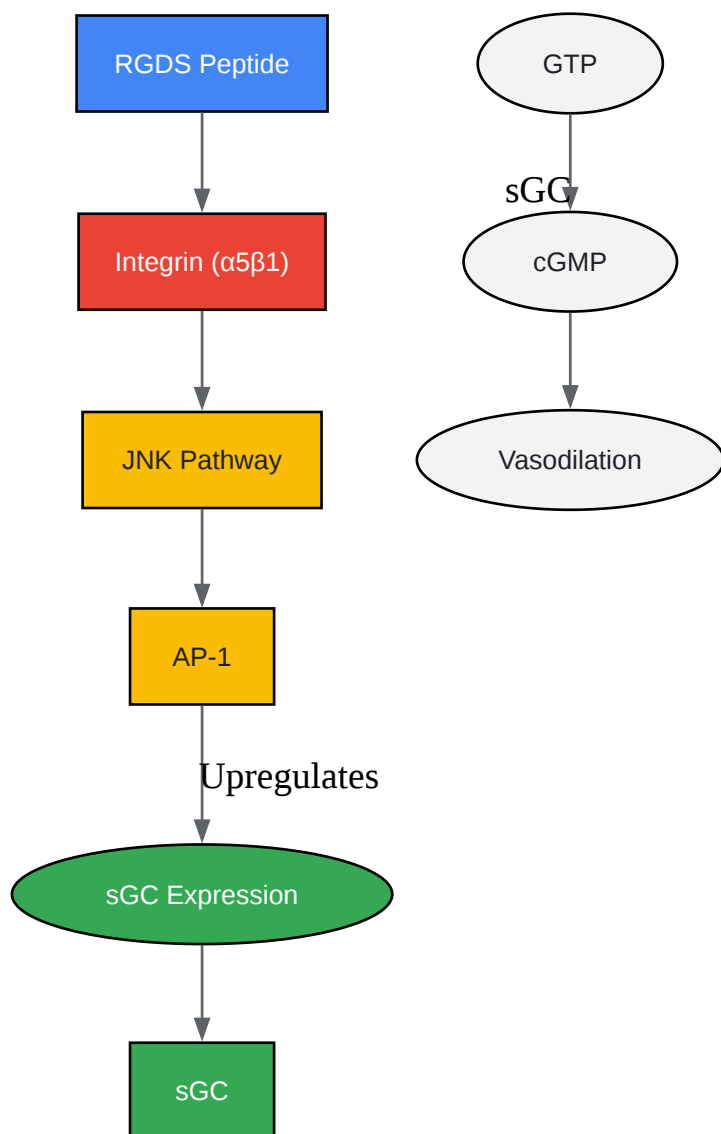 RGDS Peptide
Integrin (α5β1)
JNK Pathway
AP-1
Upregulates
sGC Expression
sGC
GTP
sGC
cGMP
Vasodilation